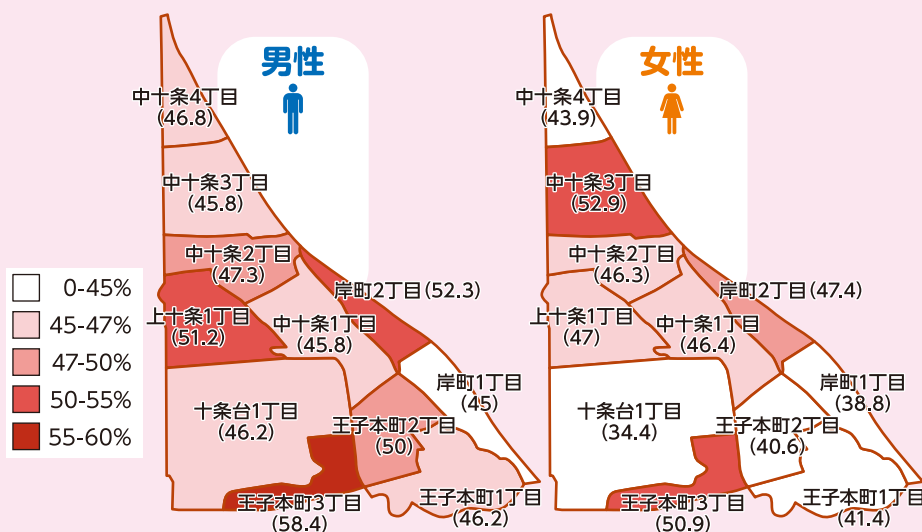 男性
中十条4丁目
(46.8)
中十条3丁目
(45.8)
中十条2丁目
(47.3)
岸町2丁目(52.3)
上十条1丁目
(51.2)
中十条1丁目
(45.8)
岸町1丁目
(45)
十条台1丁目
(46.2)
王子本町2丁目
(50)
王子本町3丁目
(58.4)
王子本町1丁目
(46.2)
0-45%
45-47%
47-50%
50-55%
55-60%
女性
中十条4丁目
(43.9)
中十条3丁目
(52.9)
中十条2丁目
(46.3)
岸町2丁目(47.4)
上十条1丁目
(47)
中十条1丁目
(46.4)
岸町1丁目
(38.8)
十条台1丁目
(34.4)
王子本町2丁目
(40.6)
王子本町3丁目
(50.9)
王子本町1丁目
(41.4)